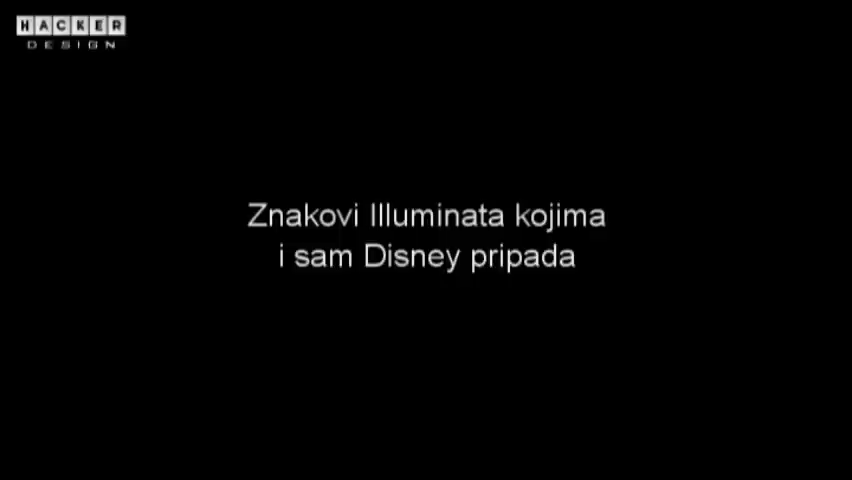 HACKER
DESIGN
Znakovi Illuminata kojima
i sam Disney pripada